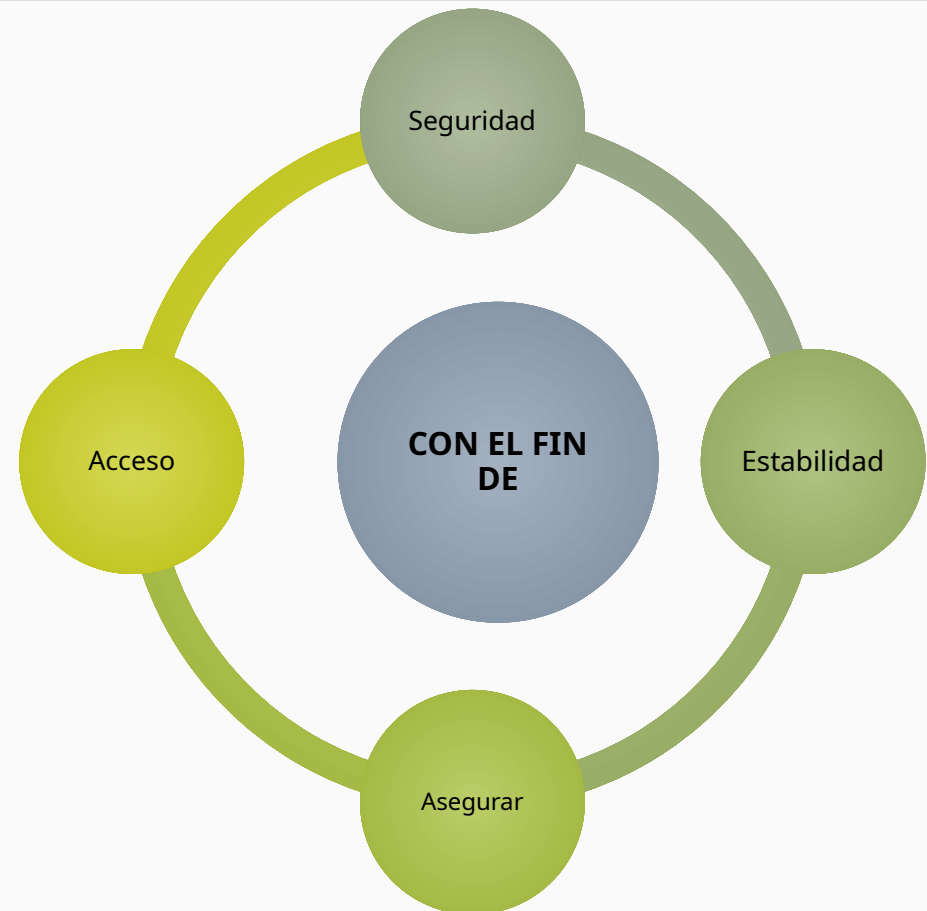 Seguridad
CON EL FIN
DE
Acceso
Estabilidad
Asegurar